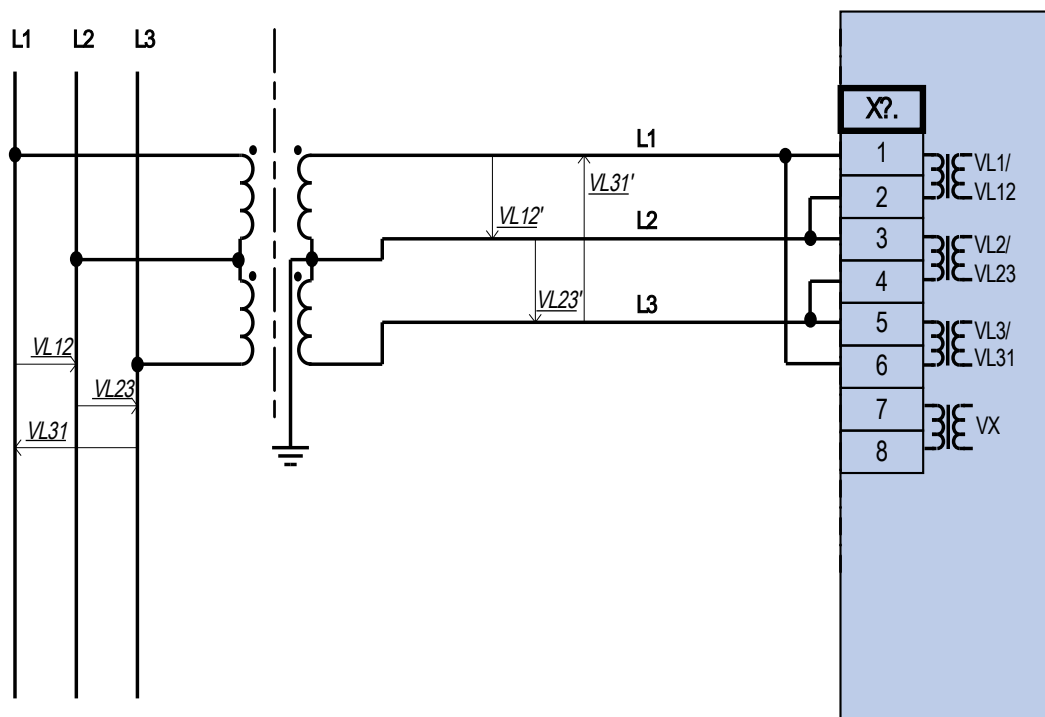 L1 L2 L3
X?.
L1
1
VL1/
VL12
VL31'
2
VL12'
L2
3
VL2/
VL23
4
VL23'
L3
5
VL3/
VL31
VL12
6
VL23
7
VX
VL31
8